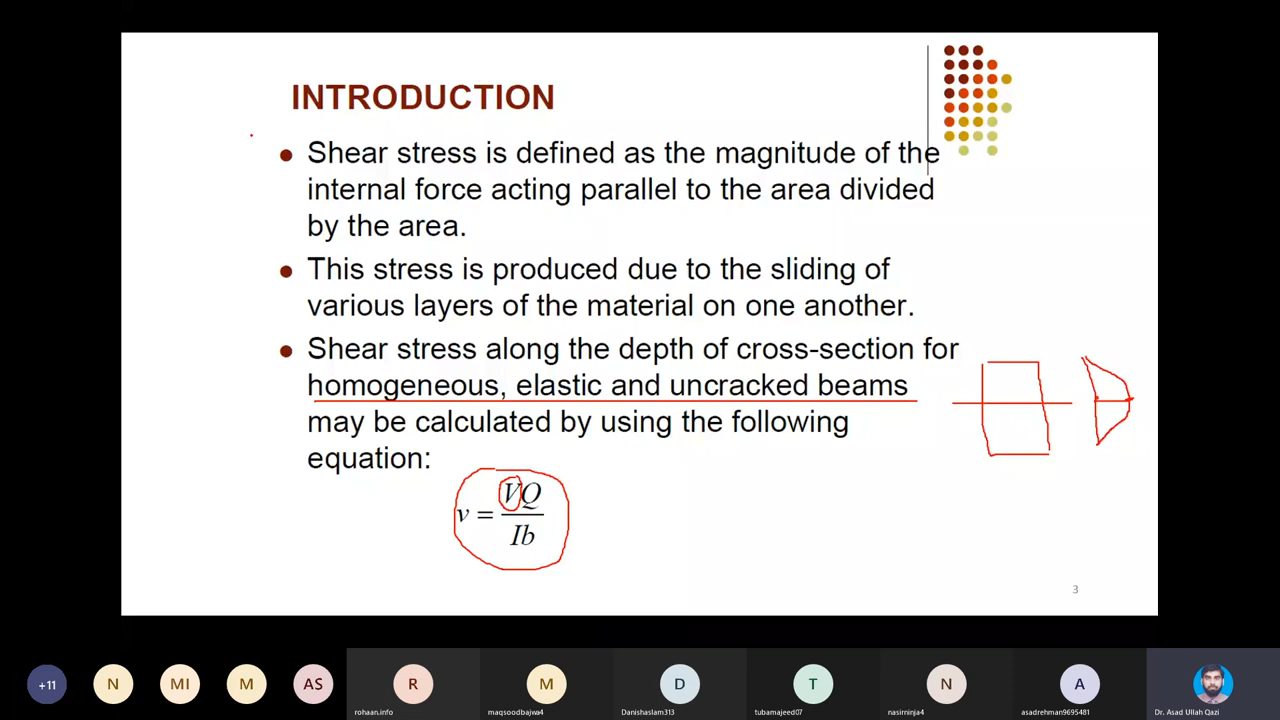 INTRODUCTION
Shear stress is defined as the magnitude of the
internal force acting parallel to the area divided
by the area.
This stress is produced due to the sliding of
various layers of the material on one another.
Shear stress along the depth of cross-section for
homogeneous, elastic and uncracked beams
may be calculated by using the following
equation:
v = VQ / Ib
3
+11 N MI M AS R M D T N A
rohaan.info maqsoodbajwa4 Danishaslam313 tubamajeed07 nasirninja4 asadrehman9695481 Dr. Asad Ullah Qazi